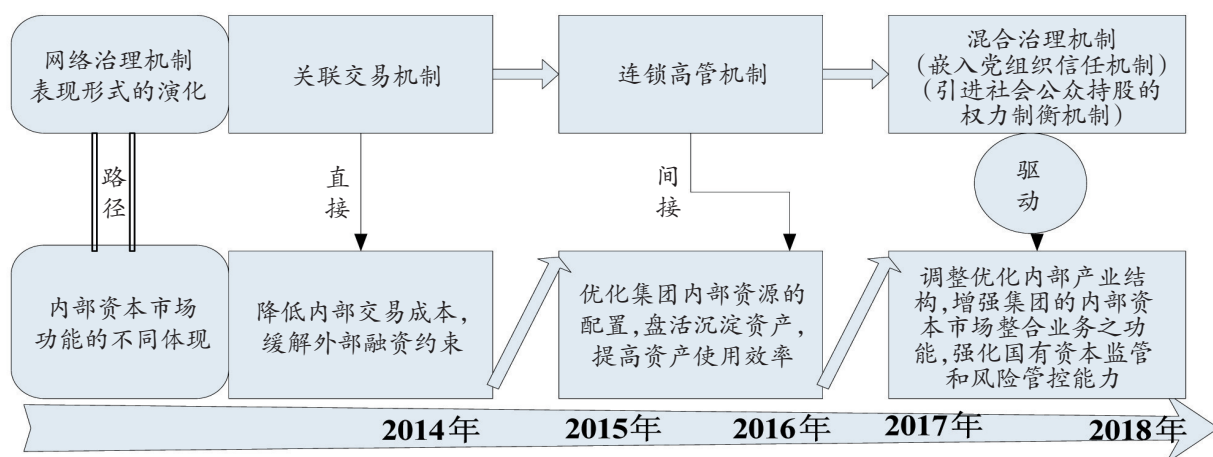 网络治理机制
表现形式的演化
关联交易机制
连锁高管机制
混合治理机制
(嵌入党组织信任机制)
(引进社会公众持股的
权力制衡机制)
路
径
直
接
间
接
驱
动
内部资本市场
功能的不同体现
降低内部交易成本,
缓解外部融资约束
优化集团内部资源的
配置,盘活沉淀资产,
提高资产使用效率
调整优化内部产业结
构,增强集团的内部资
本市场整合业务之功
能,强化国有资本监管
和风险管控能力
2014年
2015年
2016年
2017年
2018年